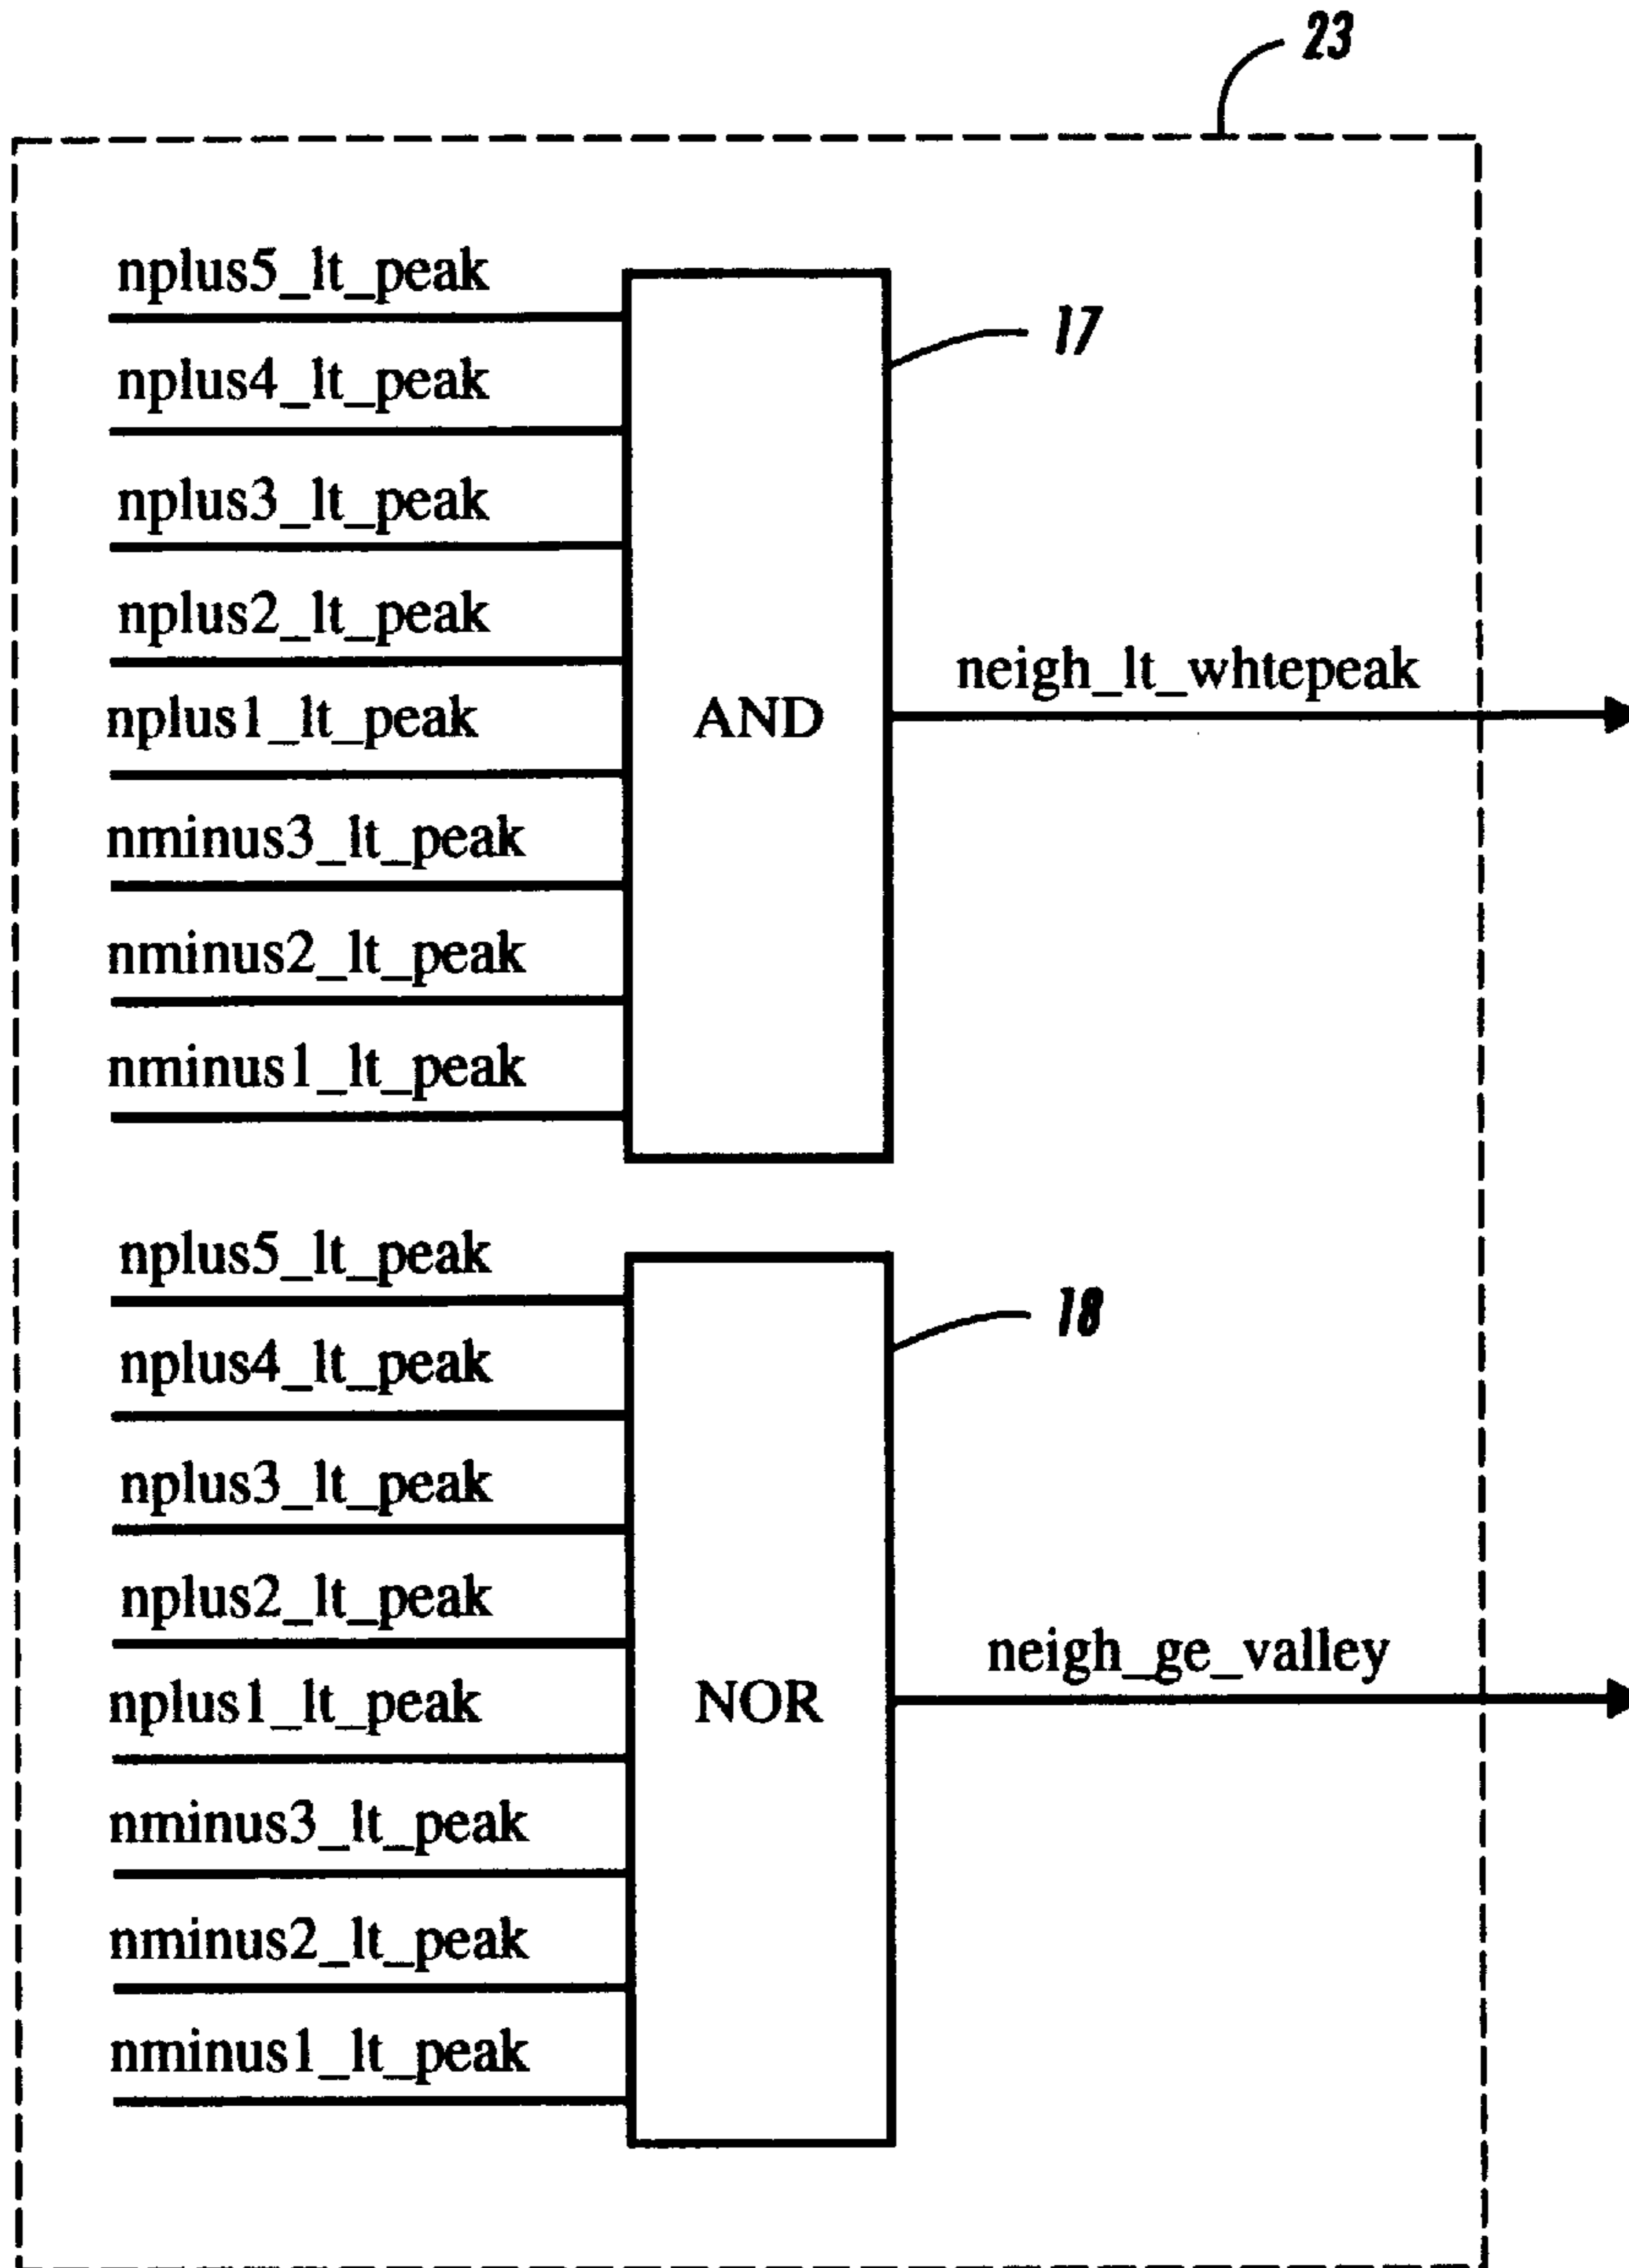 23
nplus5_lt_peak
17
nplus4_lt_peak
nplus3_lt_peak
nplus2_lt_peak
neigh_lt_whtepeak
nplus1_lt_peak
AND
nminus3_lt_peak
nminus2_lt_peak
nminus1_lt_peak
nplus5_lt_peak
18
nplus4_lt_peak
nplus3_lt_peak
nplus2_lt_peak
neigh_ge_valley
nplus1_lt_peak
NOR
nminus3_lt_peak
nminus2_lt_peak
nminus1_lt_peak